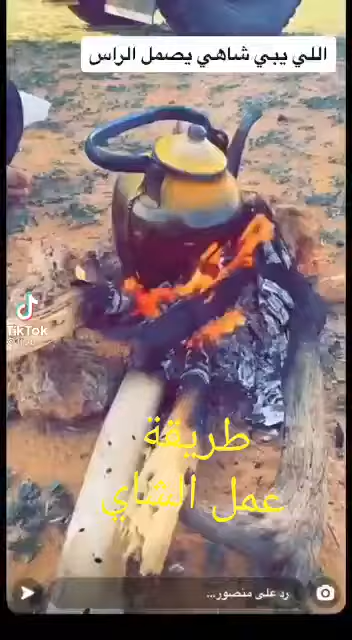 اللي يبي شاهي يصمل الراس
TikTok
طريقة
عمل الشاي
رد على منصور...